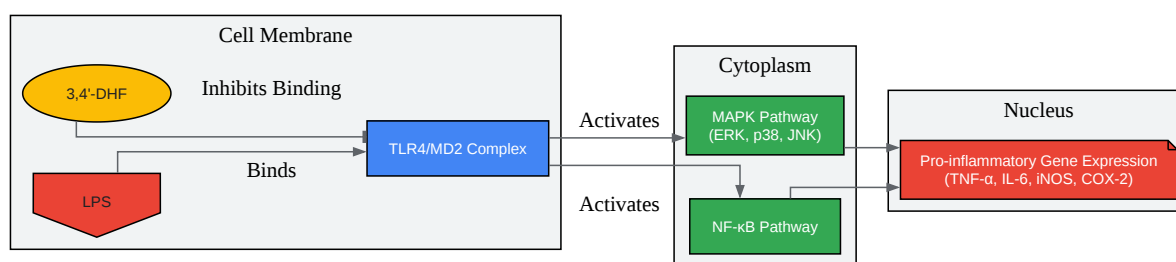 Cell Membrane
3,4'-DHF
Inhibits Binding
LPS
Binds
TLR4/MD2 Complex
Activates
Activates
Cytoplasm
MAPK Pathway
(ERK, p38, JNK)
NF-κB Pathway
Nucleus
Pro-inflammatory Gene Expression
(TNF-α, IL-6, iNOS, COX-2)